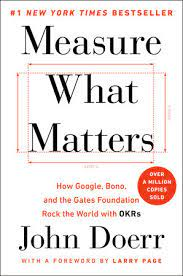 #1 NEW YORK TIMES BESTSELLER
Measure
What
Matters
OVER
A MILLION
COPIES
SOLD
How Google, Bono,
and the Gates Foundation
Rock the World with OKRs
John Doerr
WITH A FOREWORD BY LARRY PAGE